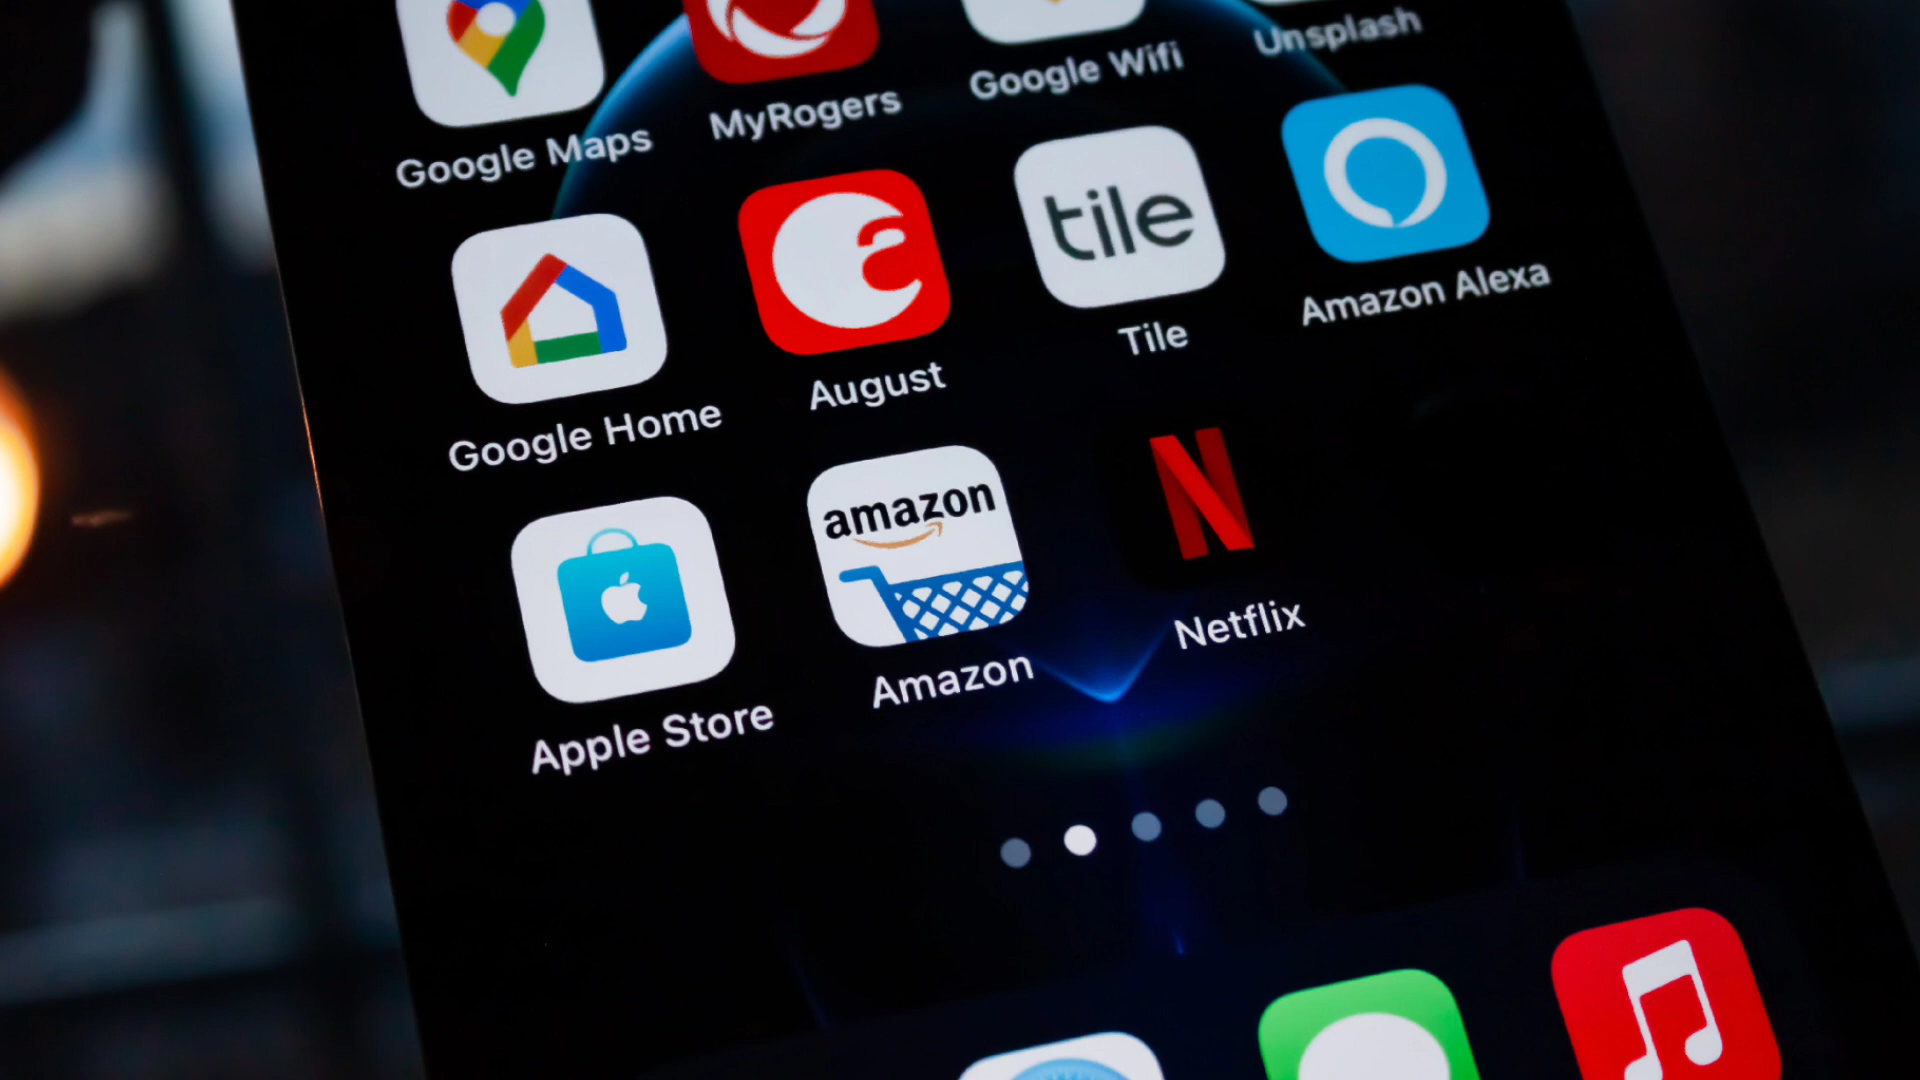 Google Maps
MyRogers
Google Wifi
Unsplash
Google Home
a
August
tile
Tile
Amazon Alexa
Apple Store
amazon
Amazon
N
Netflix